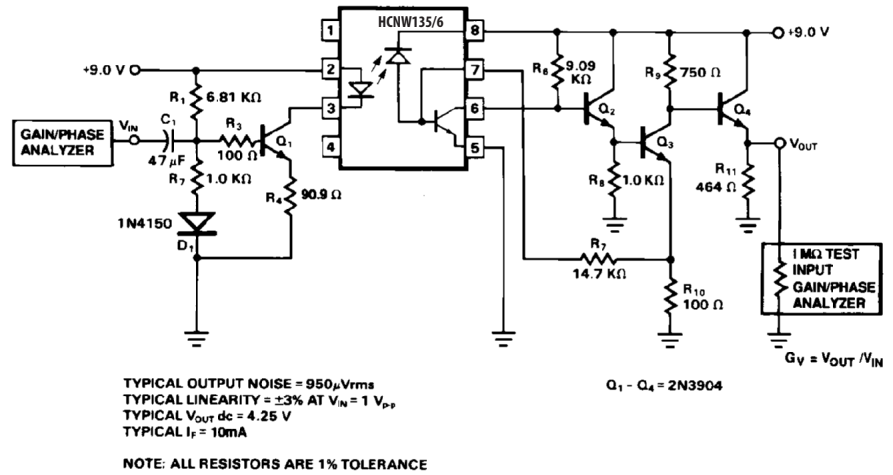 HCNW135/6
1
2
3
4
8
7
6
5
+9.0 V
R1 6.81 KΩ
GAIN/PHASE
ANALYZER
VIN
C1
47 µF
R3
100 Ω
Q1
R7 1.0 KΩ
R4 90.9 Ω
1N4150
D1
+9.0 V
R6 9.09
KΩ
R9 750 Ω
Q2
Q3
Q4
R8 1.0 KΩ
VOUT
R11
464 Ω
R7
14.7 KΩ
R10
100 Ω
1 MΩ TEST
INPUT
GAIN/PHASE
ANALYZER
GV = VOUT /VIN
TYPICAL OUTPUT NOISE = 950µVrms
TYPICAL LINEARITY = ±3% AT VIN = 1 Vp-p
TYPICAL VOUT dc = 4.25 V
TYPICAL IF = 10mA
Q1 - Q4 = 2N3904
NOTE: ALL RESISTORS ARE 1% TOLERANCE